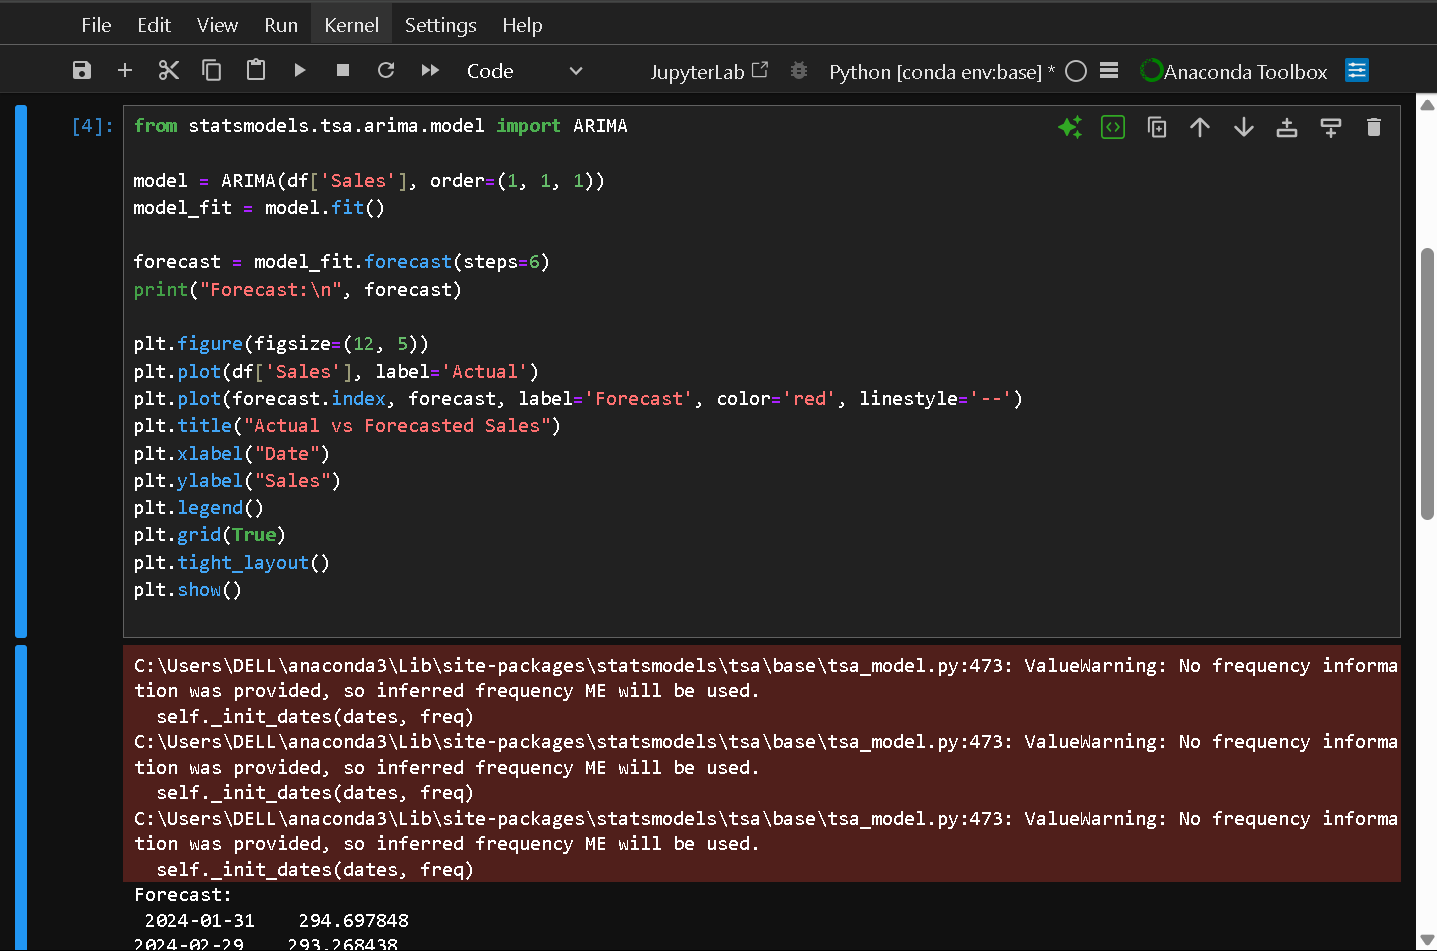 File Edit View Run Kernel Settings Help
Code JupyterLab Python [conda env:base] * Anaconda Toolbox
[4]:
from statsmodels.tsa.arima.model import ARIMA
model = ARIMA(df['Sales'], order=(1, 1, 1))
model_fit = model.fit()
forecast = model_fit.forecast(steps=6)
print("Forecast:\n", forecast)
plt.figure(figsize=(12, 5))
plt.plot(df['Sales'], label='Actual')
plt.plot(forecast.index, forecast, label='Forecast', color='red', linestyle='--')
plt.title("Actual vs Forecasted Sales")
plt.xlabel("Date")
plt.ylabel("Sales")
plt.legend()
plt.grid(True)
plt.tight_layout()
plt.show()
C:\Users\DELL\anaconda3\Lib\site-packages\statsmodels\tsa\base\tsa_model.py:473: ValueWarning: No frequency informa
tion was provided, so inferred frequency ME will be used.
  self._init_dates(dates, freq)
C:\Users\DELL\anaconda3\Lib\site-packages\statsmodels\tsa\base\tsa_model.py:473: ValueWarning: No frequency informa
tion was provided, so inferred frequency ME will be used.
  self._init_dates(dates, freq)
C:\Users\DELL\anaconda3\Lib\site-packages\statsmodels\tsa\base\tsa_model.py:473: ValueWarning: No frequency informa
tion was provided, so inferred frequency ME will be used.
  self._init_dates(dates, freq)
Forecast:
 2024-01-31    294.697848
2024-02-29    293.268438